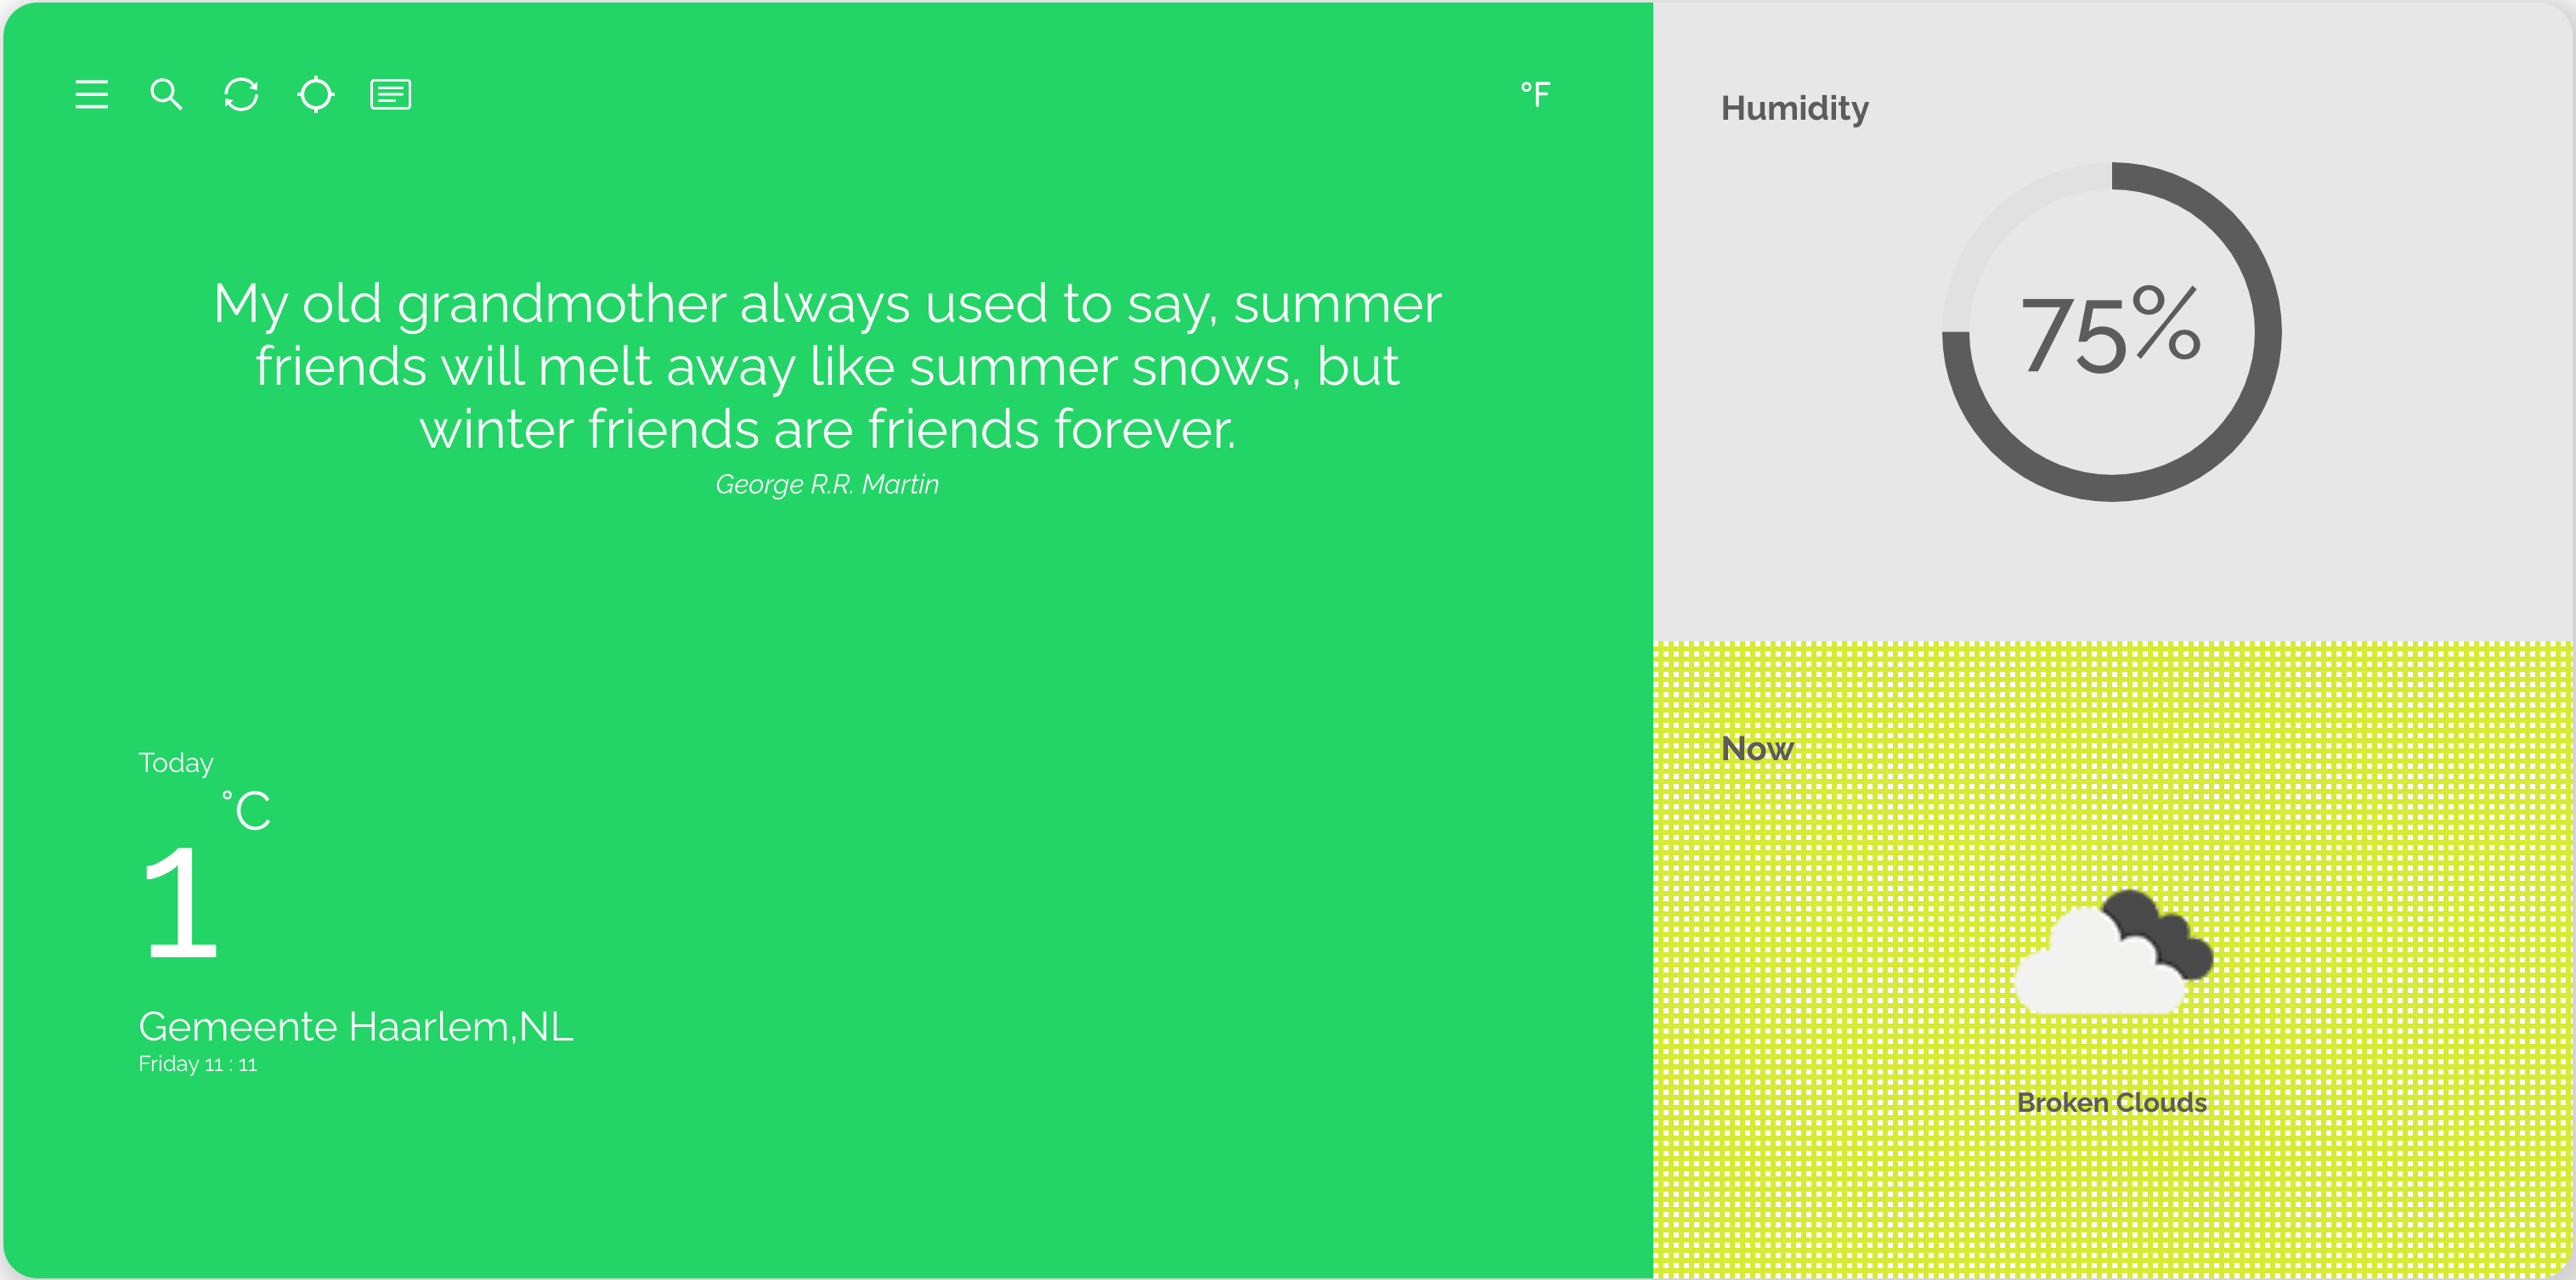 °F
My old grandmother always used to say, summer
friends will melt away like summer snows, but
winter friends are friends forever.
George R.R. Martin
Today
°C
1
Gemeente Haarlem,NL
Friday 11 : 11
Humidity
75%
Now
Broken Clouds